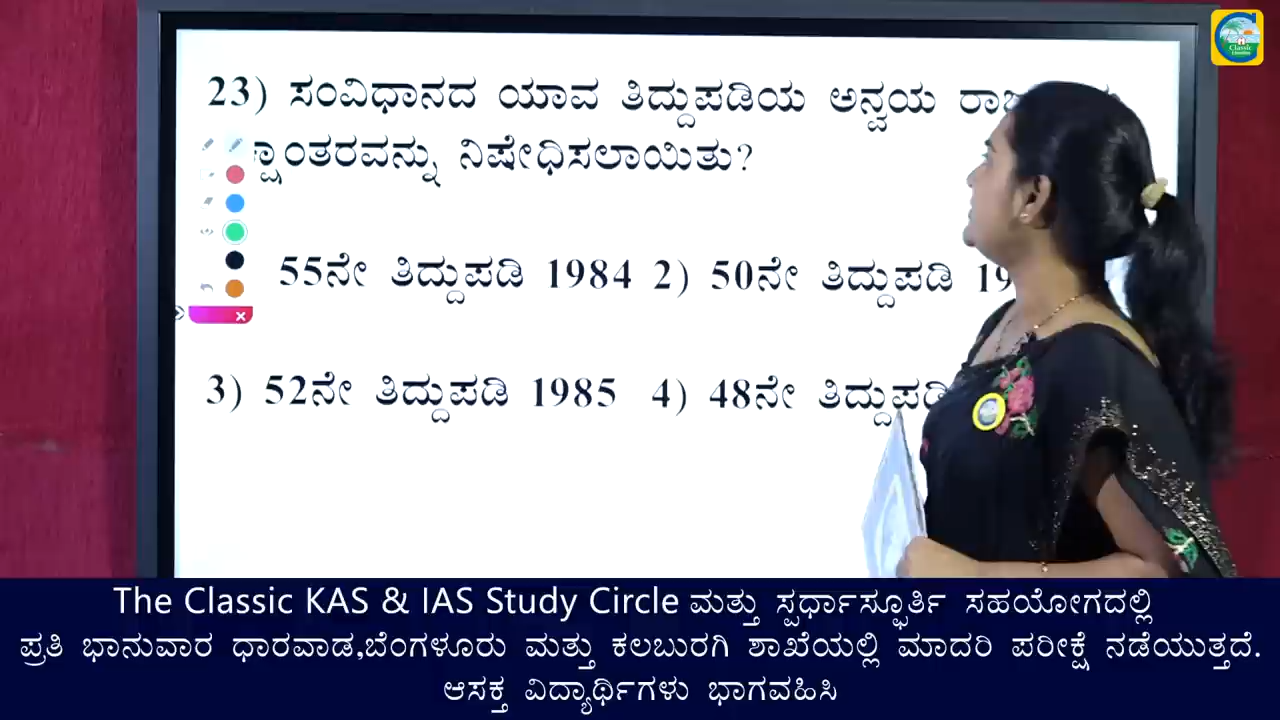 Classic
23) ಸಂವಿಧಾನದ ಯಾವ ತಿದ್ದುಪಡಿಯ ಅನ್ವಯ
ನಿಷೇಧಿಸಲಾಯಿತು?
55ನೇ ತಿದ್ದುಪಡಿ 1984 2) 50ನೇ ತಿದ್ದುಪಡಿ
3) 52ನೇ ತಿದ್ದುಪಡಿ 1985 4) 48ನೇ
The Classic KAS & IAS Study Circle ಮತ್ತು ಸ್ಪರ್ಧಾಸ್ಫೂರ್ತಿ ಸಹಯೋಗದಲ್ಲಿ
ಪ್ರತಿ ಭಾನುವಾರ ಧಾರವಾಡ,ಬೆಂಗಳೂರು ಮತ್ತು ಕಲಬುರಗಿ ಶಾಖೆಯಲ್ಲಿ ಮಾದರಿ ಪರೀಕ್ಷೆ ನಡೆಯುತ್ತದೆ.
ಆಸಕ್ತ ವಿದ್ಯಾರ್ಥಿಗಳು ಭಾಗವಹಿಸಿ